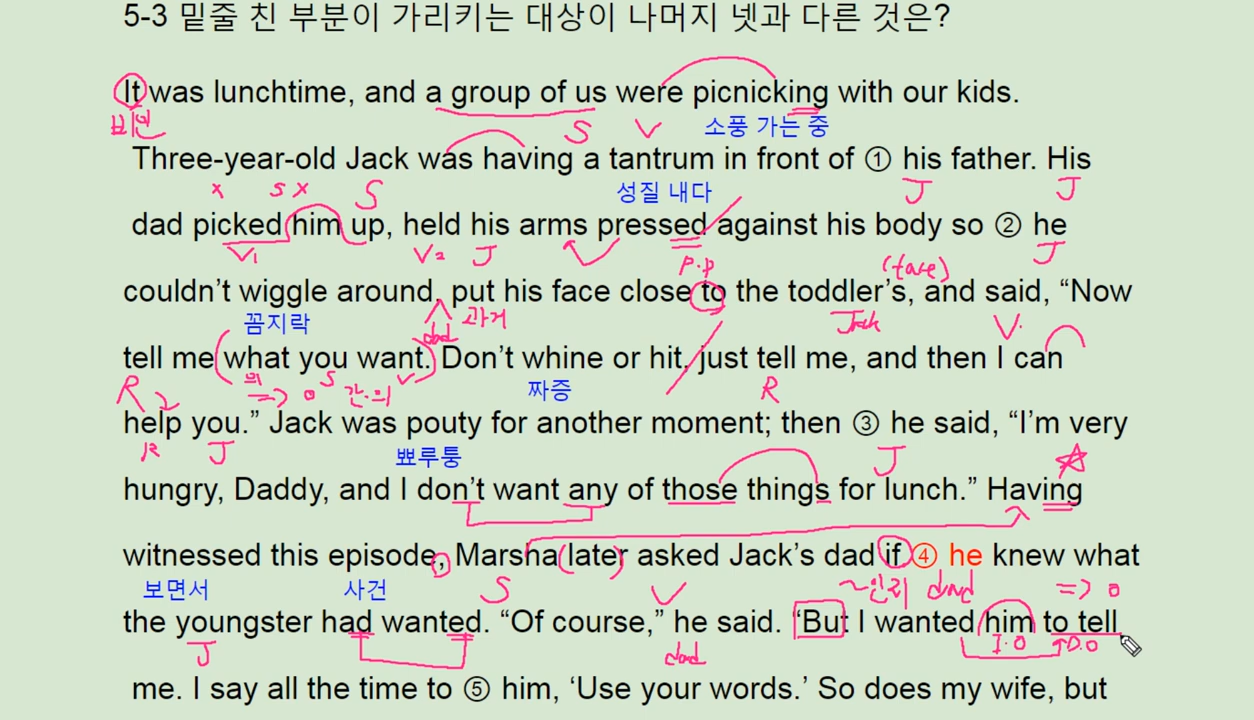 5-3 밑줄 친 부분이 가리키는 대상이 나머지 넷과 다른 것은?
It was lunchtime, and a group of us were picnicking with our kids.
비인 S V 소풍 가는 중
Three-year-old Jack was having a tantrum in front of ① his father. His
x s x S 성질 내다 J J
dad picked him up, held his arms pressed against his body so ② he
V₁ V₂ J p.p J
couldn't wiggle around, put his face close to the toddler's, and said, “Now
꼼지락 dad 과거 Jack (face) V.
tell me what you want. Don't whine or hit, just tell me, and then I can
R 의 => o S 간.의 V 짜증 R
help you.” Jack was pouty for another moment; then ③ he said, “I'm very
R J 뾰루퉁 J
hungry, Daddy, and I don't want any of those things for lunch.” Having
witnessed this episode, Marsha later asked Jack's dad if ④ he knew what
보면서 사건 S V ~인지 dad => o
the youngster had wanted. “Of course,” he said. “But I wanted him to tell
J dad I.O D.O
me. I say all the time to ⑤ him, ‘Use your words.’ So does my wife, but